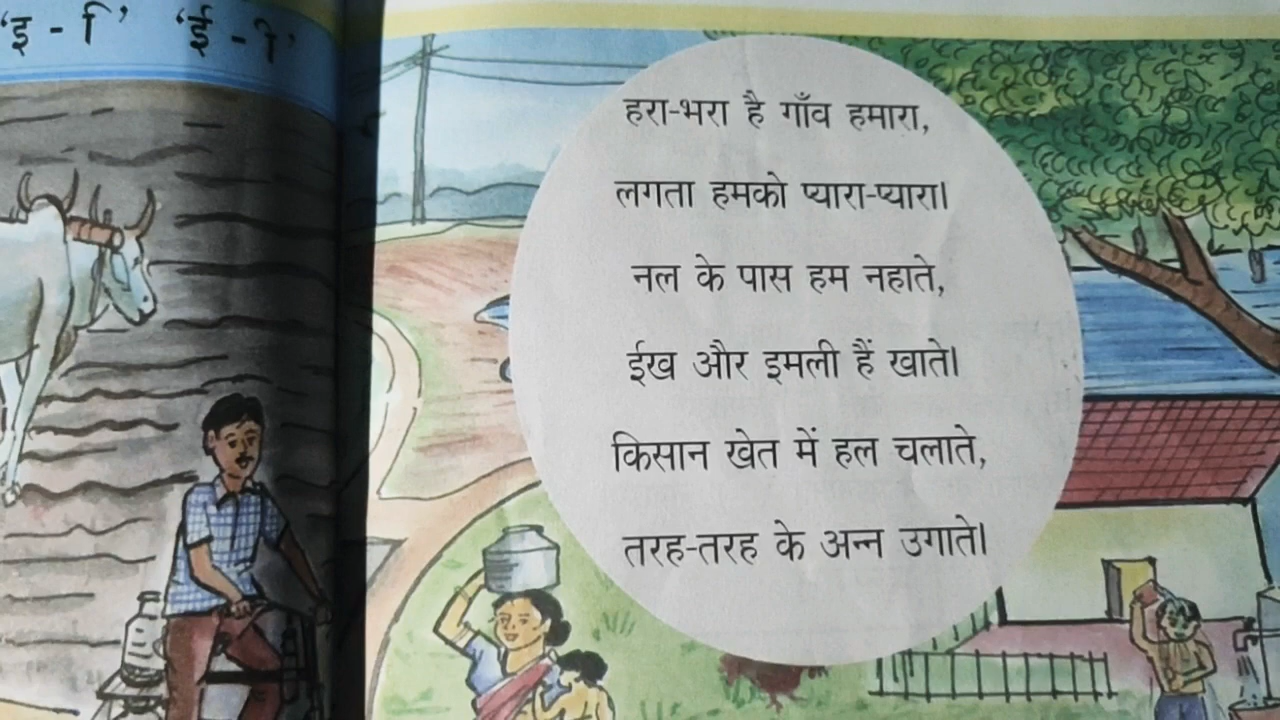 ‘इ - ि’ ‘ई - ी’
हरा-भरा है गाँव हमारा,
लगता हमको प्यारा-प्यारा।
नल के पास हम नहाते,
ईख और इमली हैं खाते।
किसान खेत में हल चलाते,
तरह-तरह के अन्न उगाते।